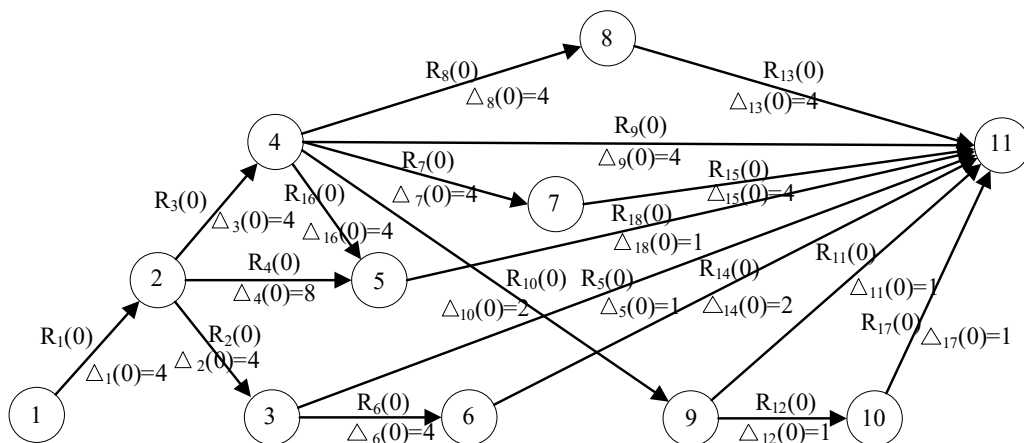 8
R₈(0)
R₁₃(0)
△₈(0)=4
△₁₃(0)=4
4
R₉(0)
11
△₉(0)=4
R₇(0)
R₁₅(0)
R₃(0)
R₁₆(0)
△₇(0)=4
△₁₅(0)=4
7
△₃(0)=4
△₁₆(0)=4
R₁₈(0)
△₁₈(0)=1
R₁₁(0)
2
R₄(0)
5
R₁₀(0)
R₅(0)
R₁₄(0)
△₄(0)=8
△₁₀(0)=2
△₅(0)=1
△₁₄(0)=2
△₁₁(0)=1
R₁(0)
R₂(0)
R₁₇(0)
△₁₇(0)=1
△₁(0)=4
△₂(0)=4
1
3
R₆(0)
6
9
R₁₂(0)
10
△₆(0)=4
△₁₂(0)=1